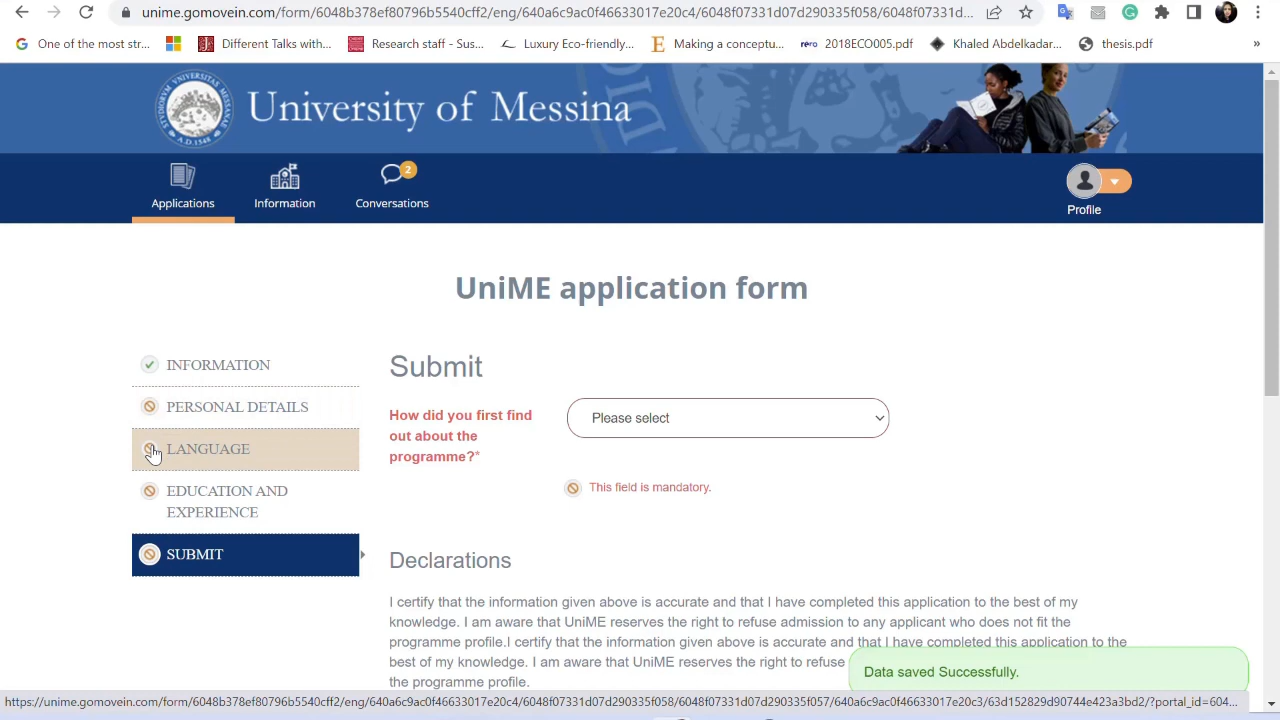 unime.gomovein.com/form/6048b378ef80796b5540cff2/eng/640a6c9ac0f46633017e20c4/6048f07331d07d290335f058/6048f07331d...
One of the most str...
Different Talks with...
Research staff - Sus...
Luxury Eco-friendly...
Making a conceptu...
rero 2018ECO005.pdf
Khaled Abdelkadar...
thesis.pdf
»
University of Messina
2
Applications
Information
Conversations
Profile
UniME application form
INFORMATION
PERSONAL DETAILS
LANGUAGE
EDUCATION AND
EXPERIENCE
SUBMIT
Submit
How did you first find
out about the
programme?*
Please select
This field is mandatory.
Declarations
I certify that the information given above is accurate and that I have completed this application to the best of my
knowledge. I am aware that UniME reserves the right to refuse admission to any applicant who does not fit the
programme profile.I certify that the information given above is accurate and that I have completed this application to the
best of my knowledge. I am aware that UniME reserves the right to refuse
the programme profile.
Data saved Successfully.
https://unime.gomovein.com/form/6048b378ef80796b5540cff2/eng/640a6c9ac0f46633017e20c4/6048f07331d07d290335f058/6048f07331d07d290335f057/640a6c9ac0f46633017e20c3/63d152829d90744e423a3bd2/?portal_id=604...